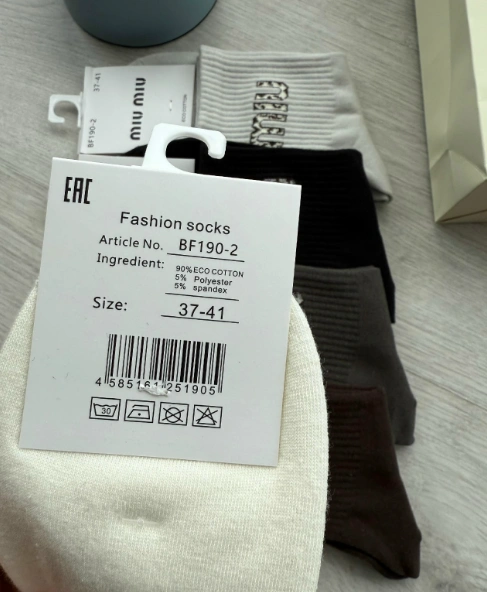 37-41
BF190-2
MIU MIU
EAC
Fashion socks
Article No. BF190-2
Ingredient: 90%ECO COTTON
5% Polyester
5% spandex
Size: 37-41
4 585161 251905
30